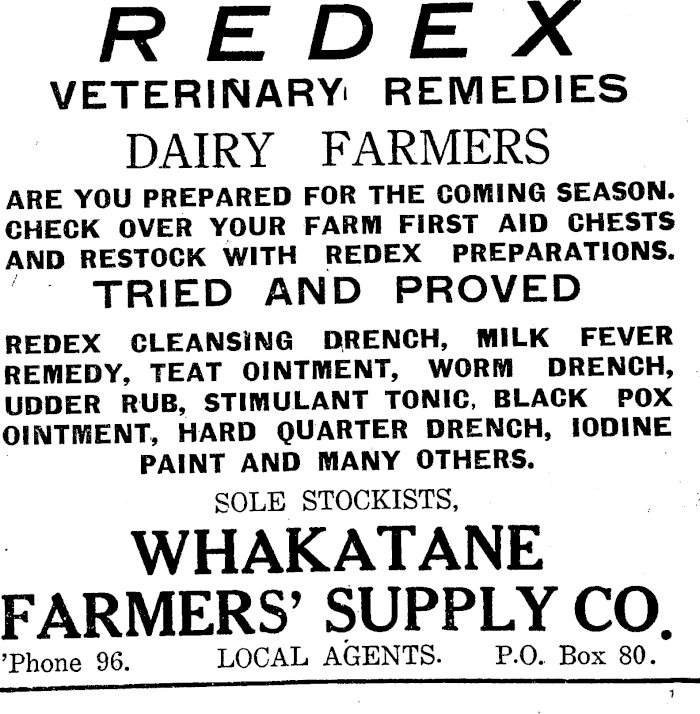 REDEX
VETERINARY REMEDIES
DAIRY FARMERS
ARE YOU PREPARED FOR THE COMING SEASON.
CHECK OVER YOUR FARM FIRST AID CHESTS
AND RESTOCK WITH REDEX PREPARATIONS.
TRIED AND PROVED
REDEX CLEANSING DRENCH, MILK FEVER
REMEDY, TEAT OINTMENT, WORM DRENCH,
UDDER RUB, STIMULANT TONIC, BLACK POX
OINTMENT, HARD QUARTER DRENCH, IODINE
PAINT AND MANY OTHERS.
SOLE STOCKISTS,
WHAKATANE
FARMERS' SUPPLY CO.
'Phone 96. LOCAL AGENTS. P.O. Box 80.